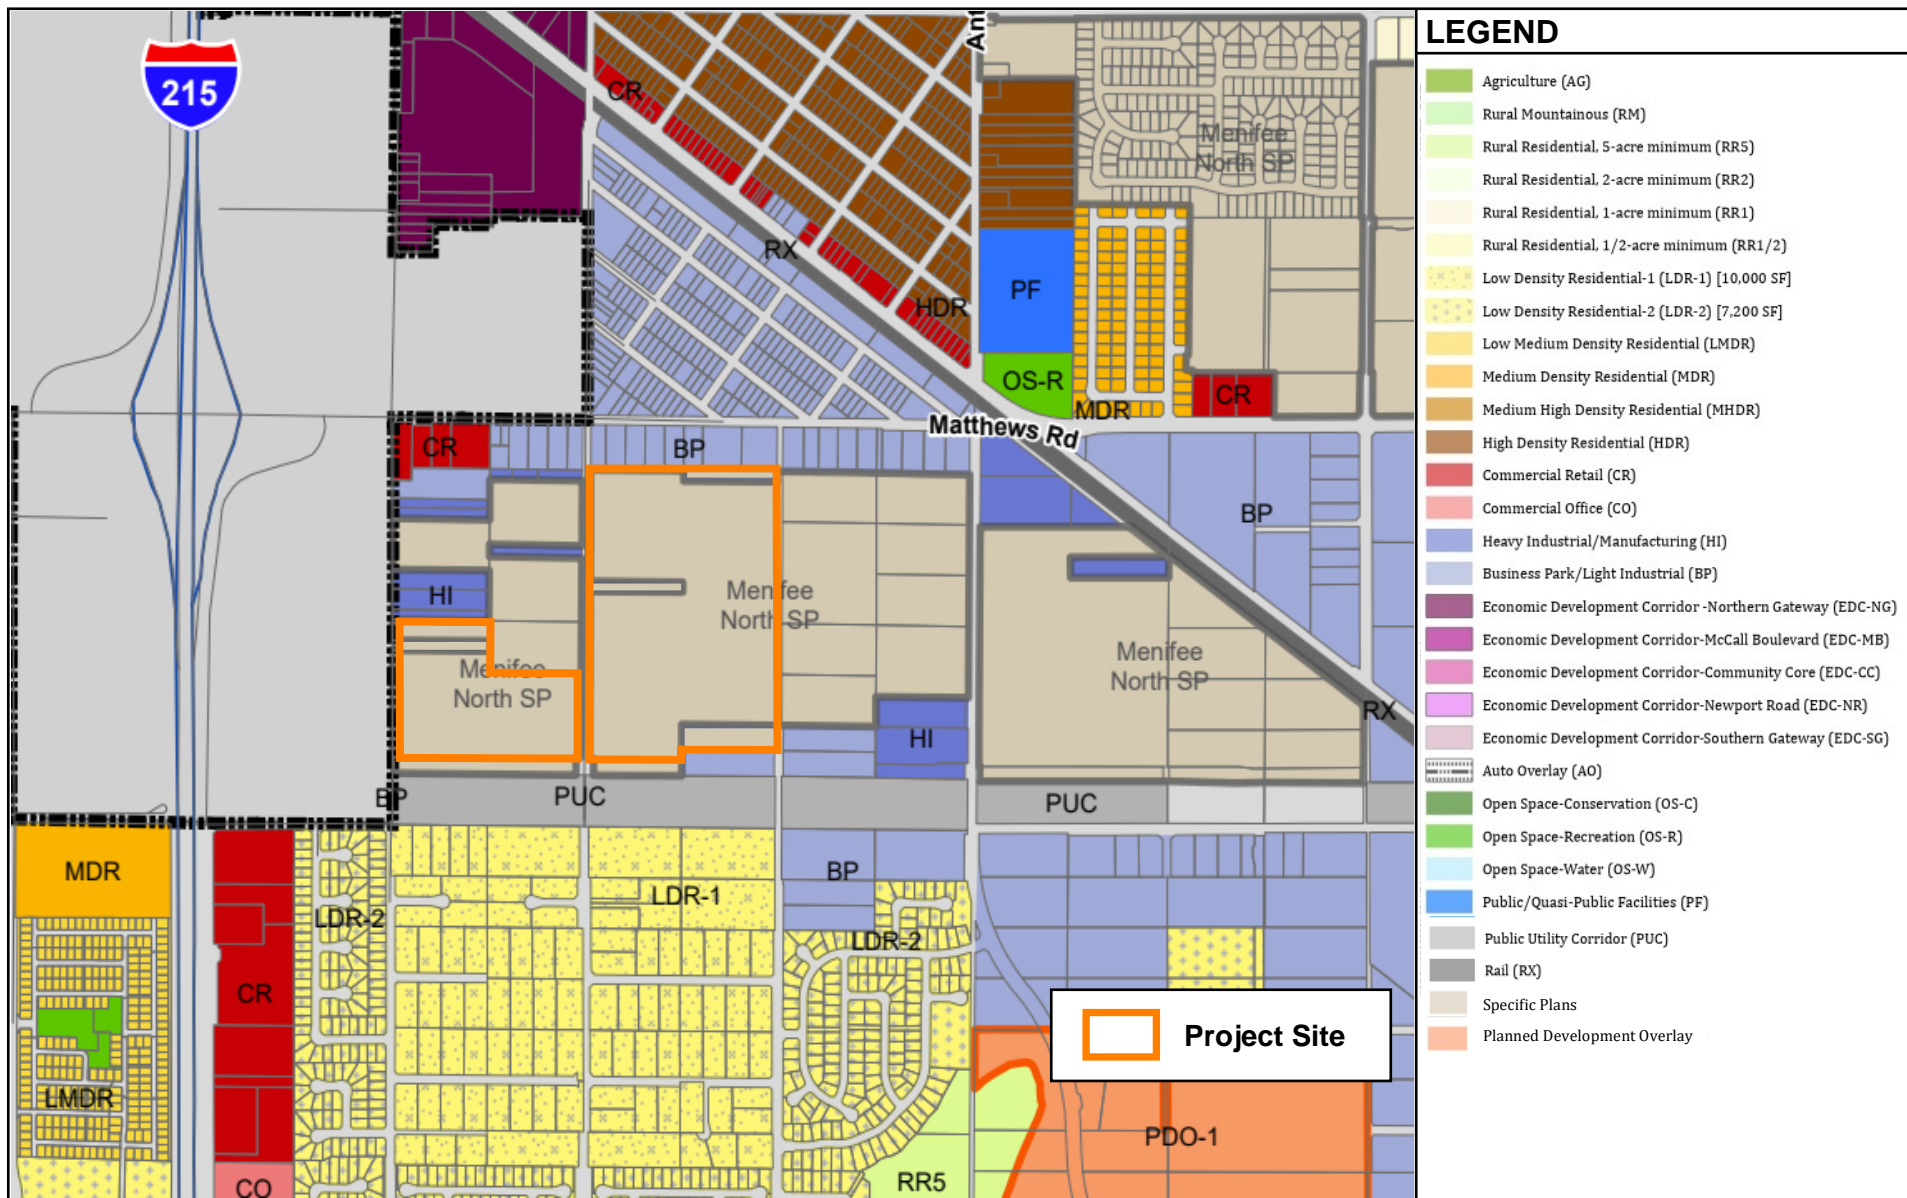 215
CR
RX
HDR
Ant
PF
OS-R
MDR
CR
Menifee
North SP
Matthews Rd
CR
BP
BP
HI
Menifee
North SP
Menifee
North SP
Menifee
North SP
HI
RX
BP
PUC
PUC
MDR
LDR-2
LDR-1
BP
LDR-2
CR
LMDR
CO
RR5
PDO-1
Project Site
LEGEND
Agriculture (AG)
Rural Mountainous (RM)
Rural Residential, 5-acre minimum (RR5)
Rural Residential, 2-acre minimum (RR2)
Rural Residential, 1-acre minimum (RR1)
Rural Residential, 1/2-acre minimum (RR1/2)
Low Density Residential-1 (LDR-1) [10,000 SF]
Low Density Residential-2 (LDR-2) [7,200 SF]
Low Medium Density Residential (LMDR)
Medium Density Residential (MDR)
Medium High Density Residential (MHDR)
High Density Residential (HDR)
Commercial Retail (CR)
Commercial Office (CO)
Heavy Industrial/Manufacturing (HI)
Business Park/Light Industrial (BP)
Economic Development Corridor -Northern Gateway (EDC-NG)
Economic Development Corridor-McCall Boulevard (EDC-MB)
Economic Development Corridor-Community Core (EDC-CC)
Economic Development Corridor-Newport Road (EDC-NR)
Economic Development Corridor-Southern Gateway (EDC-SG)
Auto Overlay (AO)
Open Space-Conservation (OS-C)
Open Space-Recreation (OS-R)
Open Space-Water (OS-W)
Public/Quasi-Public Facilities (PF)
Public Utility Corridor (PUC)
Rail (RX)
Specific Plans
Planned Development Overlay